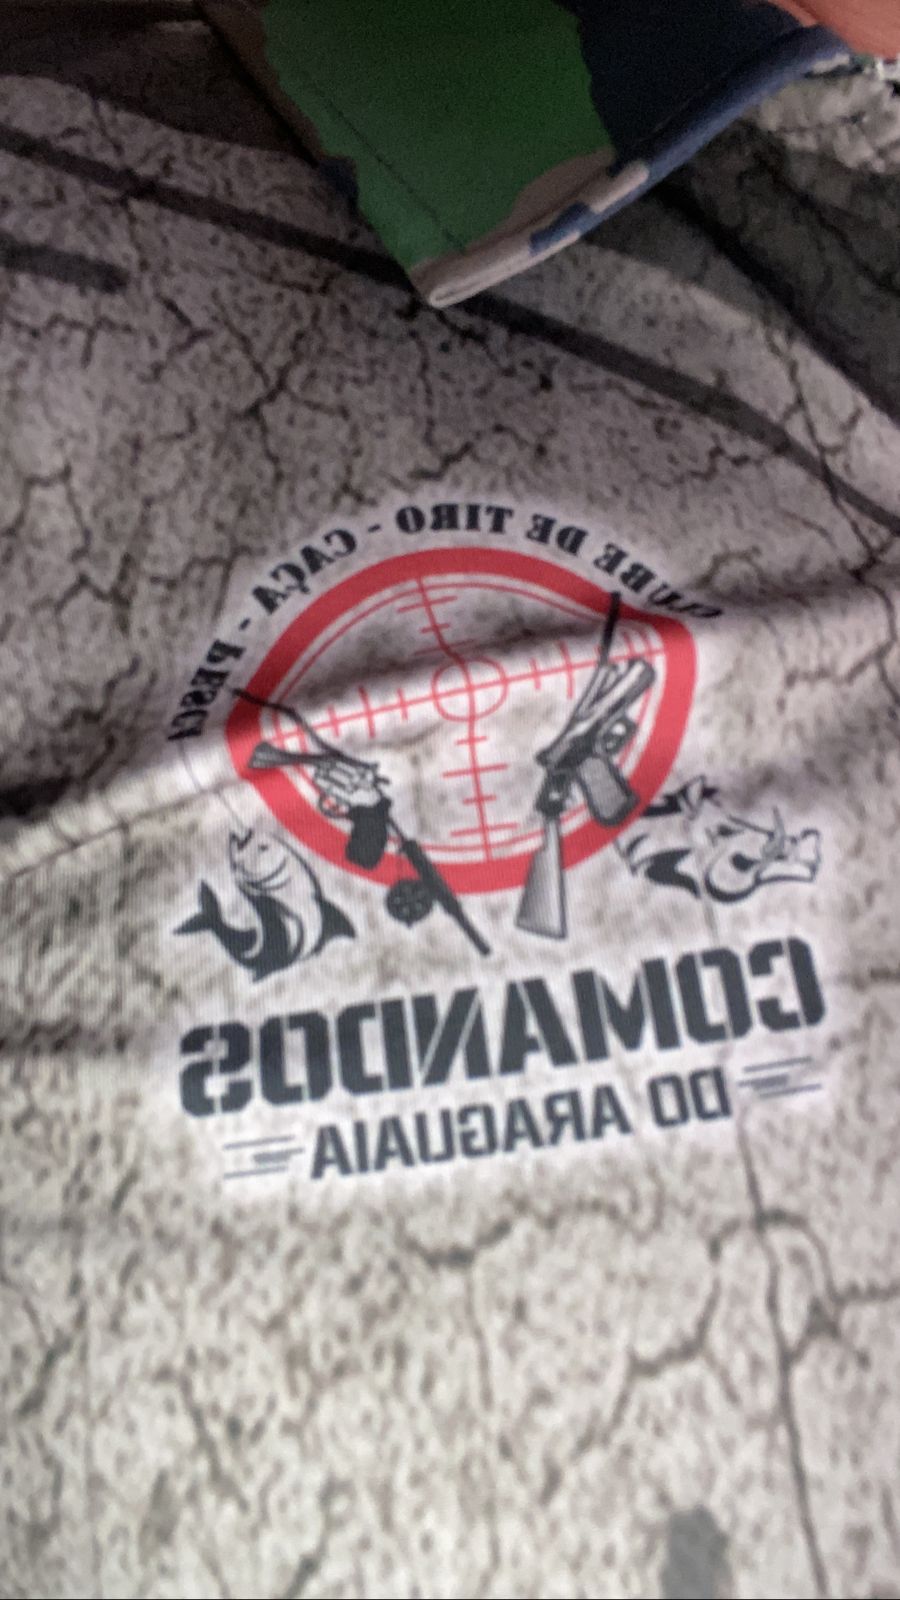 CLUBE DE TIRO - CAÇA - PESCA
COMANDOS
DO ARAGUAIA